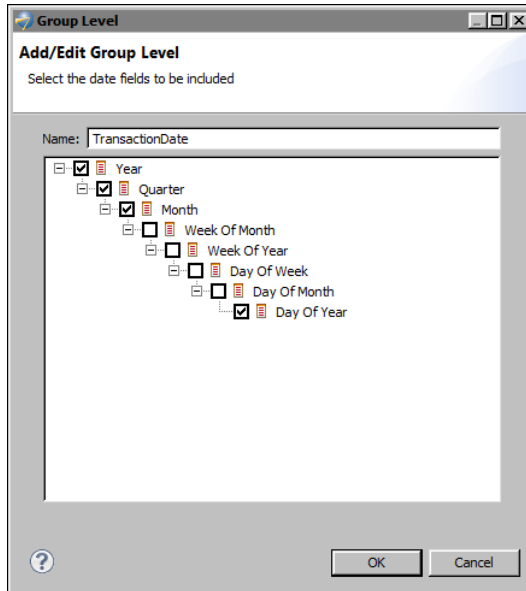 Group Level
Add/Edit Group Level
Select the date fields to be included
Name: TransactionDate
Year
Quarter
Month
Week Of Month
Week Of Year
Day Of Week
Day Of Month
Day Of Year
? OK Cancel